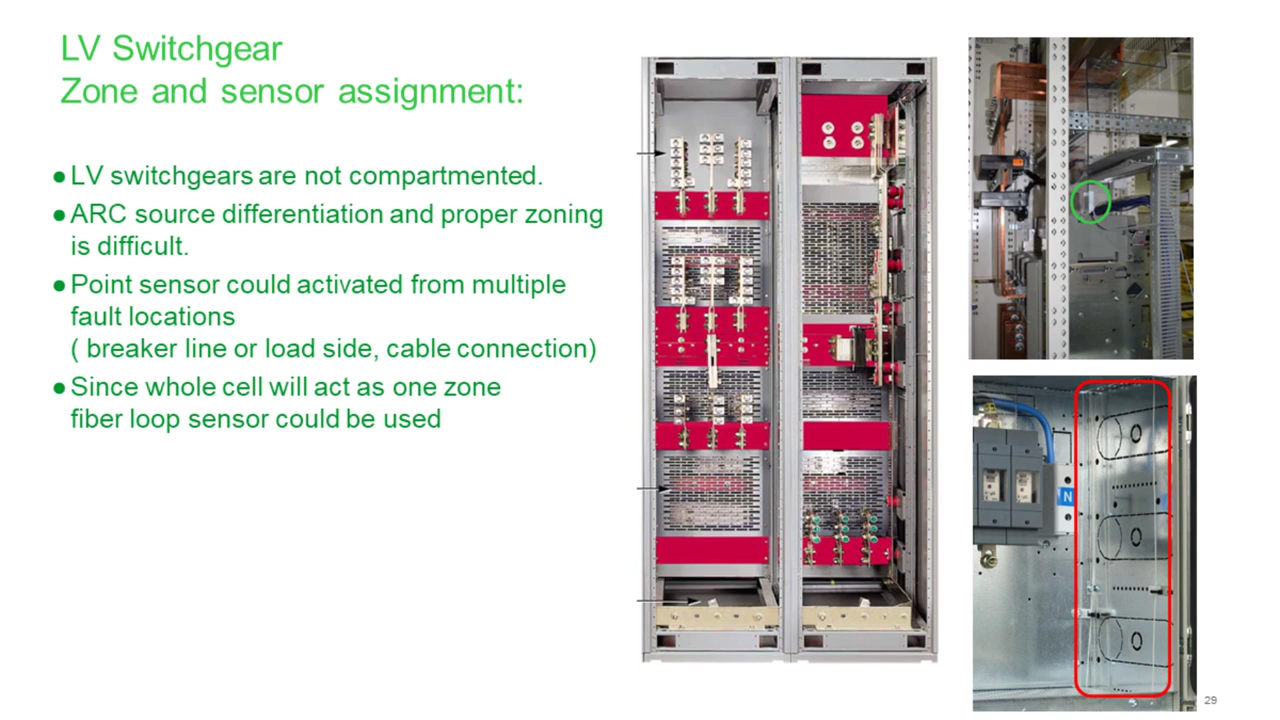 LV Switchgear
Zone and sensor assignment:
●LV switchgears are not compartmented.
●ARC source differentiation and proper zoning
is difficult.
●Point sensor could activated from multiple
fault locations
( breaker line or load side, cable connection)
●Since whole cell will act as one zone
fiber loop sensor could be used
N
29